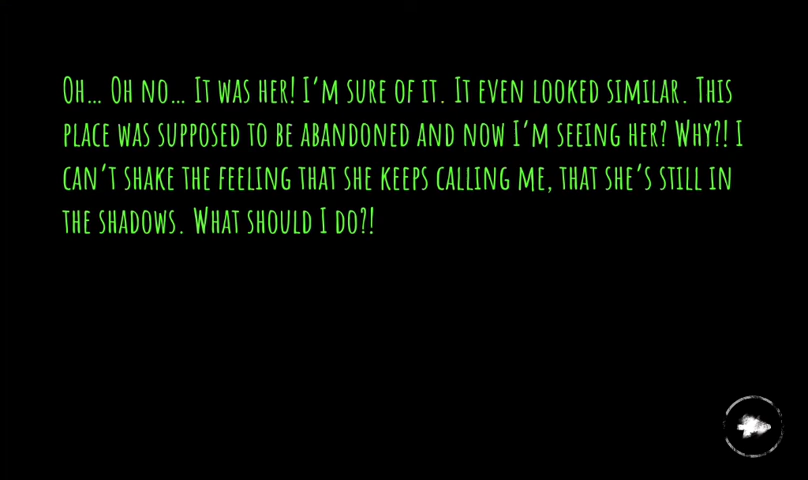 Oh... Oh no... It was her! I'm sure of it. It even looked similar. This
place was supposed to be abandoned and now I'm seeing her? Why?! I
can't shake the feeling that she keeps calling me, that she's still in
the shadows. What should I do?!